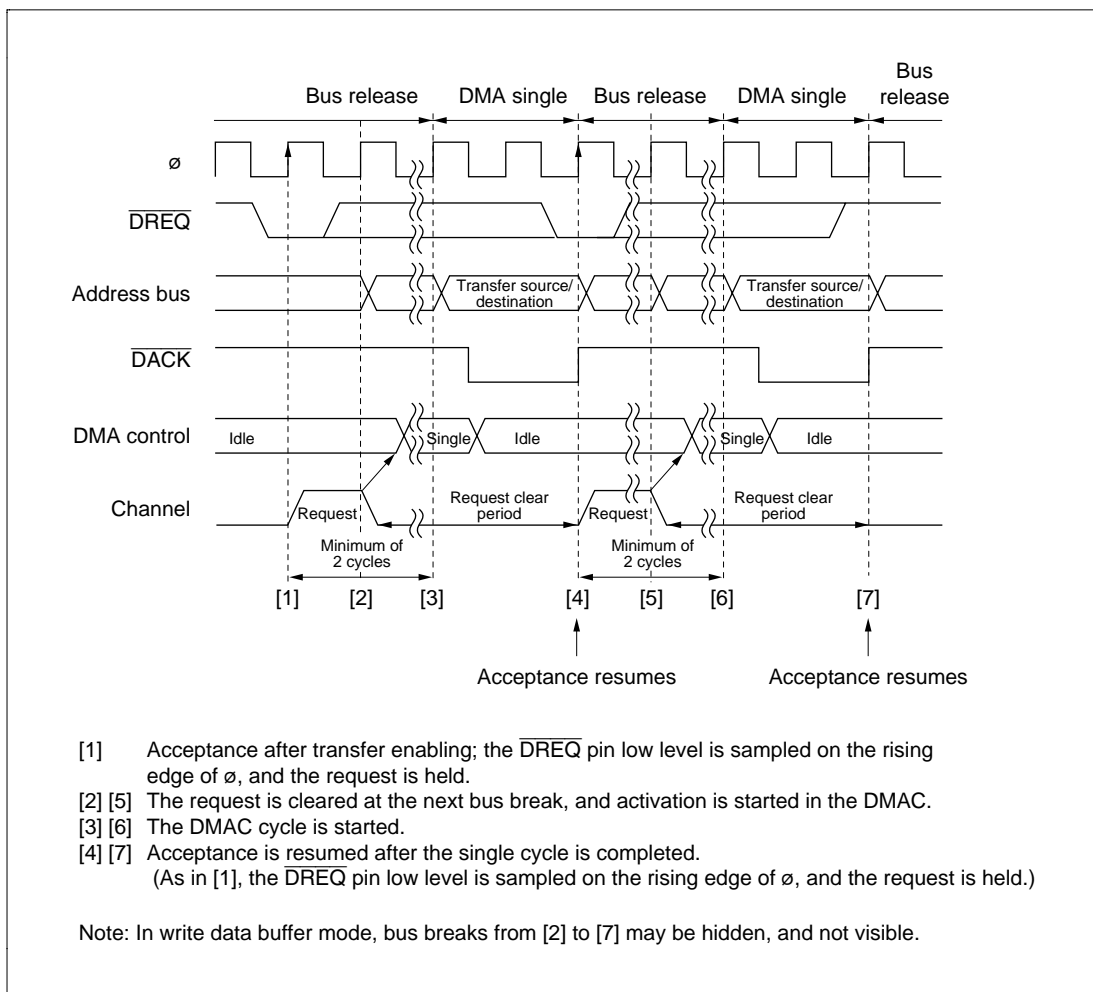 Bus release
DMA single
Bus release
DMA single
Bus
release
ø
DREQ
Address bus
Transfer source/
destination
Transfer source/
destination
DACK
DMA control
Idle
Single
Idle
Single
Idle
Channel
Request
Request clear
period
Request
Request clear
period
Minimum of
2 cycles
Minimum of
2 cycles
[1] [2] [3] [4] [5] [6] [7]
Acceptance resumes
Acceptance resumes
[1] Acceptance after transfer enabling; the DREQ pin low level is sampled on the rising
edge of ø, and the request is held.
[2] [5] The request is cleared at the next bus break, and activation is started in the DMAC.
[3] [6] The DMAC cycle is started.
[4] [7] Acceptance is resumed after the single cycle is completed.
(As in [1], the DREQ pin low level is sampled on the rising edge of ø, and the request is held.)
Note: In write data buffer mode, bus breaks from [2] to [7] may be hidden, and not visible.